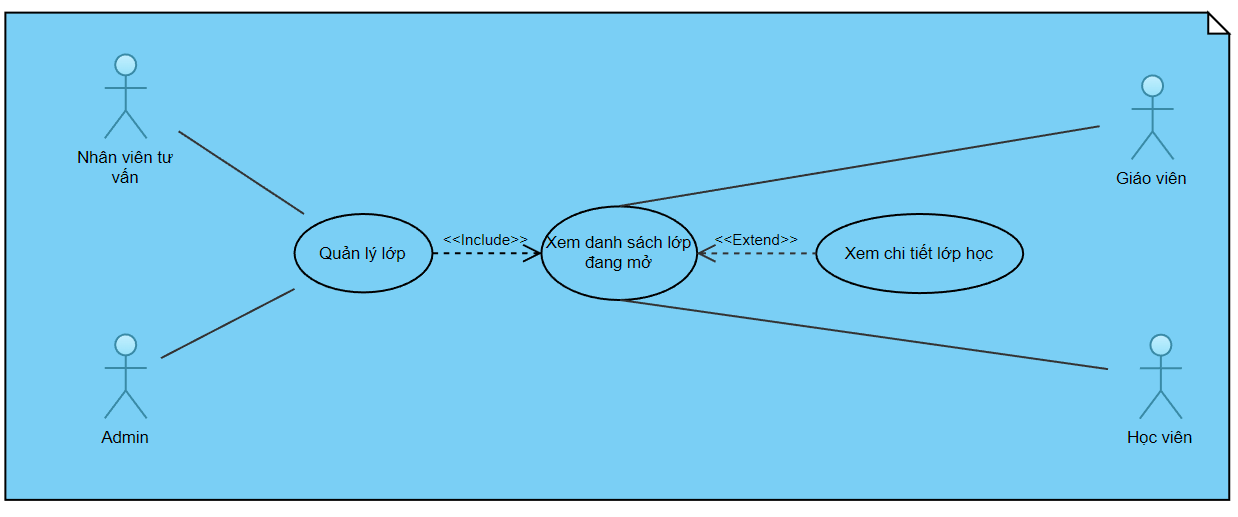 Nhân viên tư
vấn
Giáo viên
Quản lý lớp
<<Include>>
Xem danh sách lớp
đang mở
<<Extend>>
Xem chi tiết lớp học
Admin
Học viên